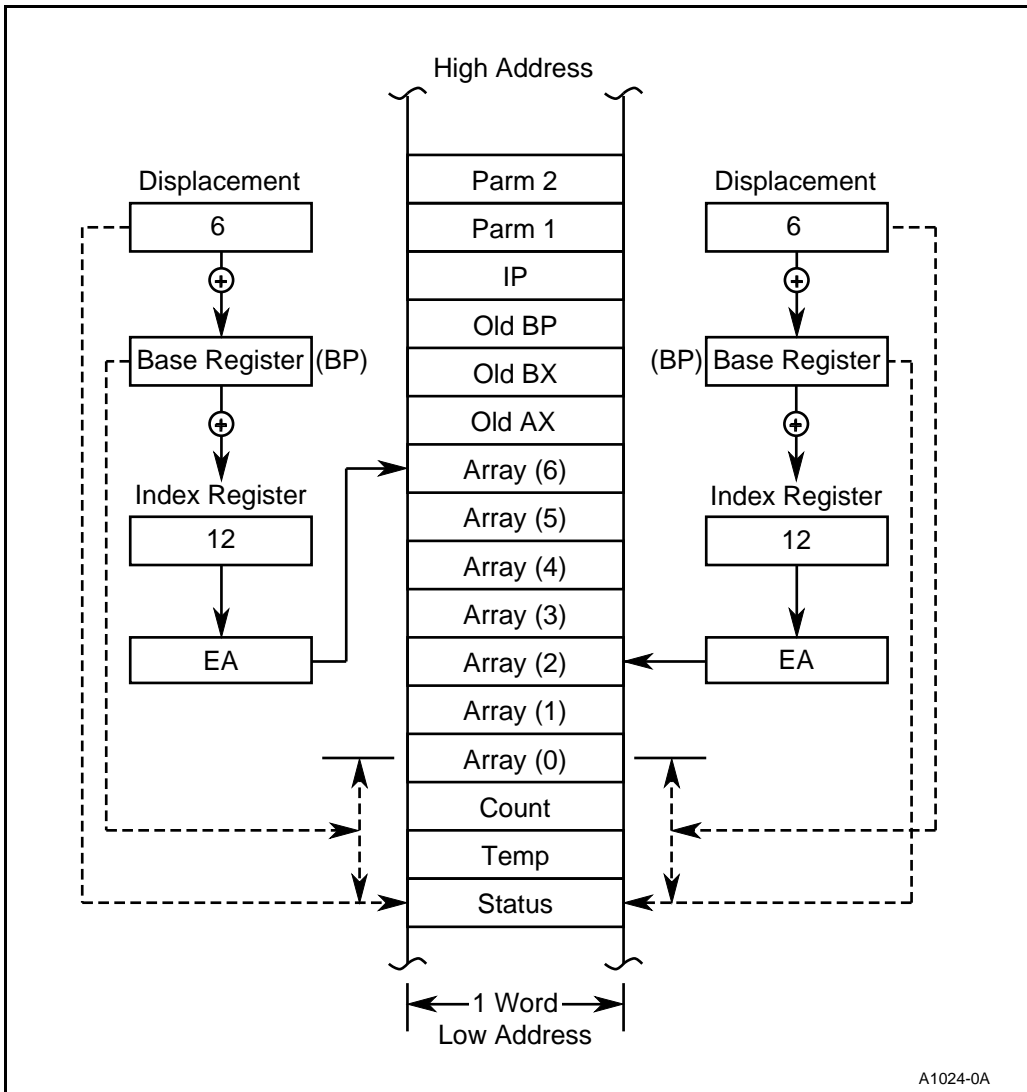 High Address
Displacement
6
Base Register (BP)
Index Register
12
EA
Parm 2
Parm 1
IP
Old BP
Old BX
Old AX
Array (6)
Array (5)
Array (4)
Array (3)
Array (2)
Array (1)
Array (0)
Count
Temp
Status
Displacement
6
(BP) Base Register
Index Register
12
EA
1 Word
Low Address
A1024-0A